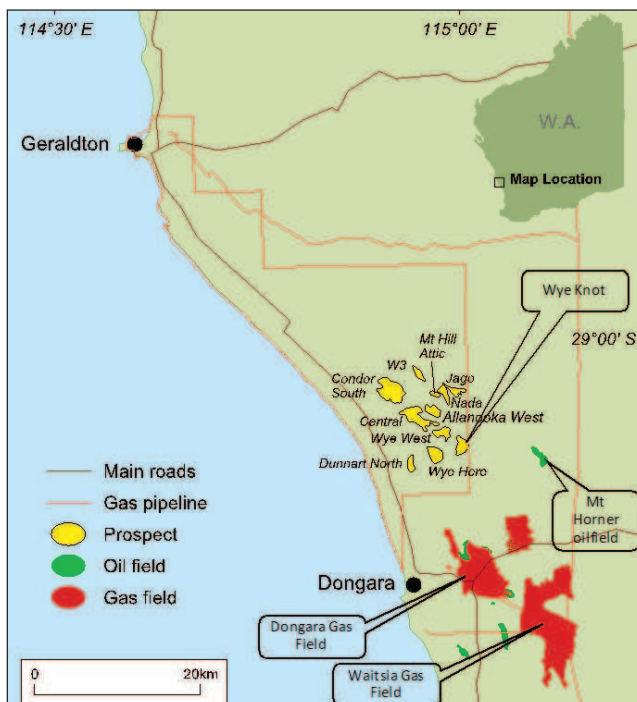 114°30' E
115°00' E
W.A.
Geraldton
Map Location
Wye Knot
29°00' S
Mt Hill
Attic
W3
Condor
South
Jago
Nada
Allanooka West
Central
Wye West
Dunnart North
Wye Hero
Main roads
Gas pipeline
Prospect
Oil field
Gas field
Mt
Horner
oilfield
Dongara
Dongara Gas
Field
Waitsia Gas
Field
0
20km